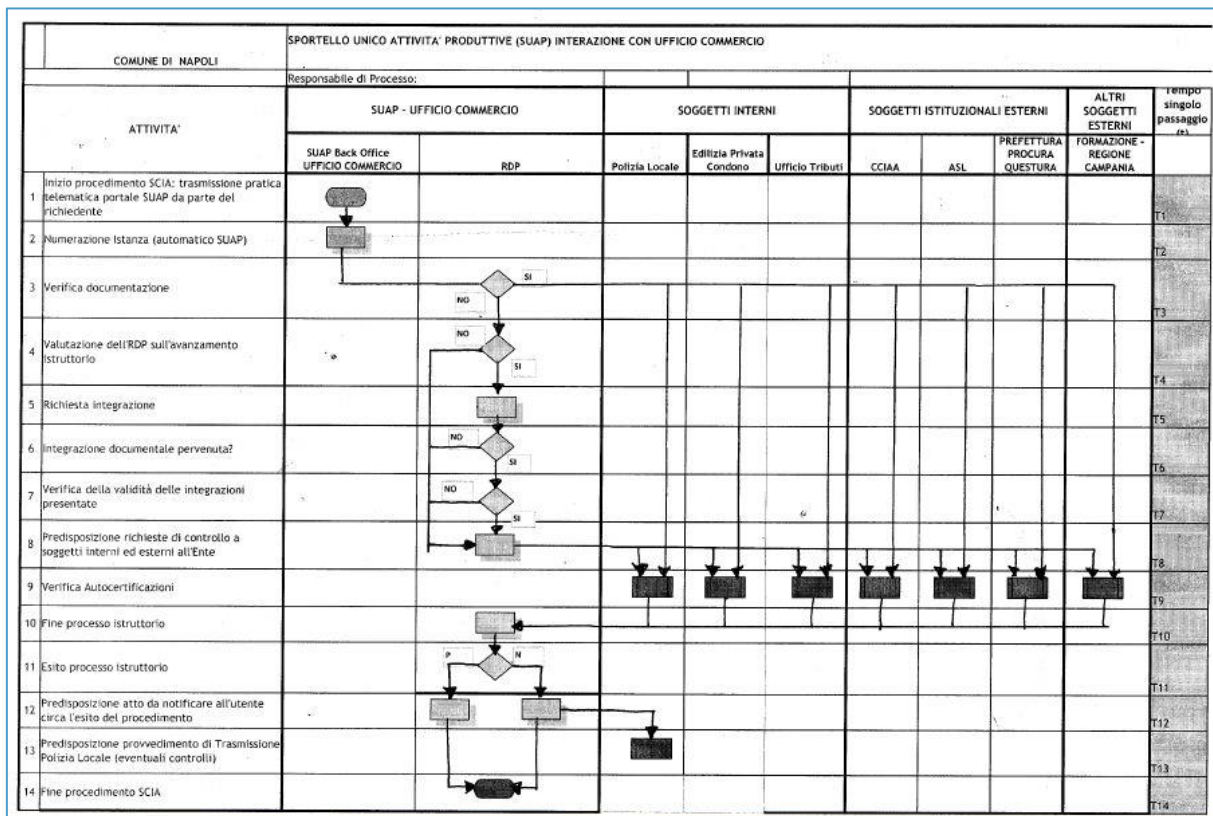 SPORTELLO UNICO ATTIVITA' PRODUTTIVE (SUAP) INTERAZIONE CON UFFICIO COMMERCIO
COMUNE DI NAPOLI
Responsabile di Processo:
ATTIVITA'
SUAP - UFFICIO COMMERCIO
SOGGETTI INTERNI
SOGGETTI ISTITUZIONALI ESTERNI
ALTRI
SOGGETTI
ESTERNI
Tempo
singolo
passaggio
(t)
SUAP Back Office
UFFICIO COMMERCIO
RDP
Polizia Locale
Edilizia Privata
Condono
Ufficio Tributi
CCIAA
ASL
PREFETTURA
PROCURA
QUESTURA
FORMAZIONE -
REGIONE
CAMPANIA
1 Inizio procedimento SCIA: trasmissione pratica
telematica portale SUAP da parte del
richiedente
T1
2 Numerazione Istanza (automatico SUAP)
T2
3 Verifica documentazione
SI
NO
T3
4 Valutazione dell'RDP sull'avanzamento
istruttorio
NO
SI
T4
5 Richiesta integrazione
T5
6 Integrazione documentale pervenuta?
NO
SI
T6
7 Verifica della validità delle integrazioni
presentate
NO
SI
T7
8 Predisposizione richieste di controllo a
soggetti interni ed esterni all'Ente
T8
9 Verifica Autocertificazioni
T9
10 Fine processo istruttorio
T10
11 Esito processo istruttorio
P
N
T11
12 Predisposizione atto da notificare all'utente
circa l'esito del procedimento
T12
13 Predisposizione provvedimento di Trasmissione
Polizia Locale (eventuali controlli)
T13
14 Fine procedimento SCIA
T14